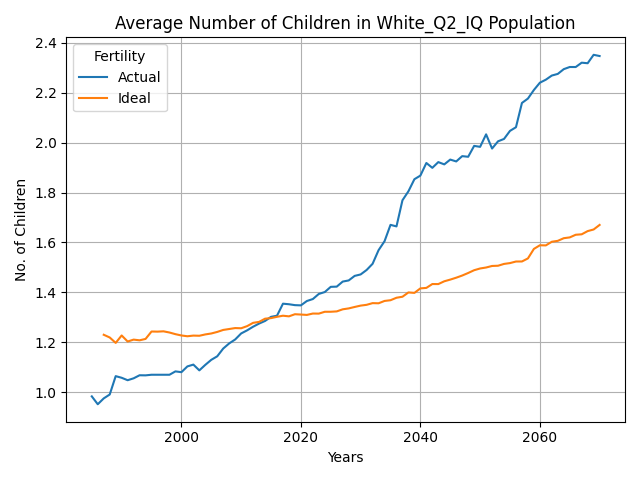 Average Number of Children in White_Q2_IQ Population
Fertility
Actual
Ideal
No. of Children
2.4
2.2
2.0
1.8
1.6
1.4
1.2
1.0
2000
2020
2040
2060
Years